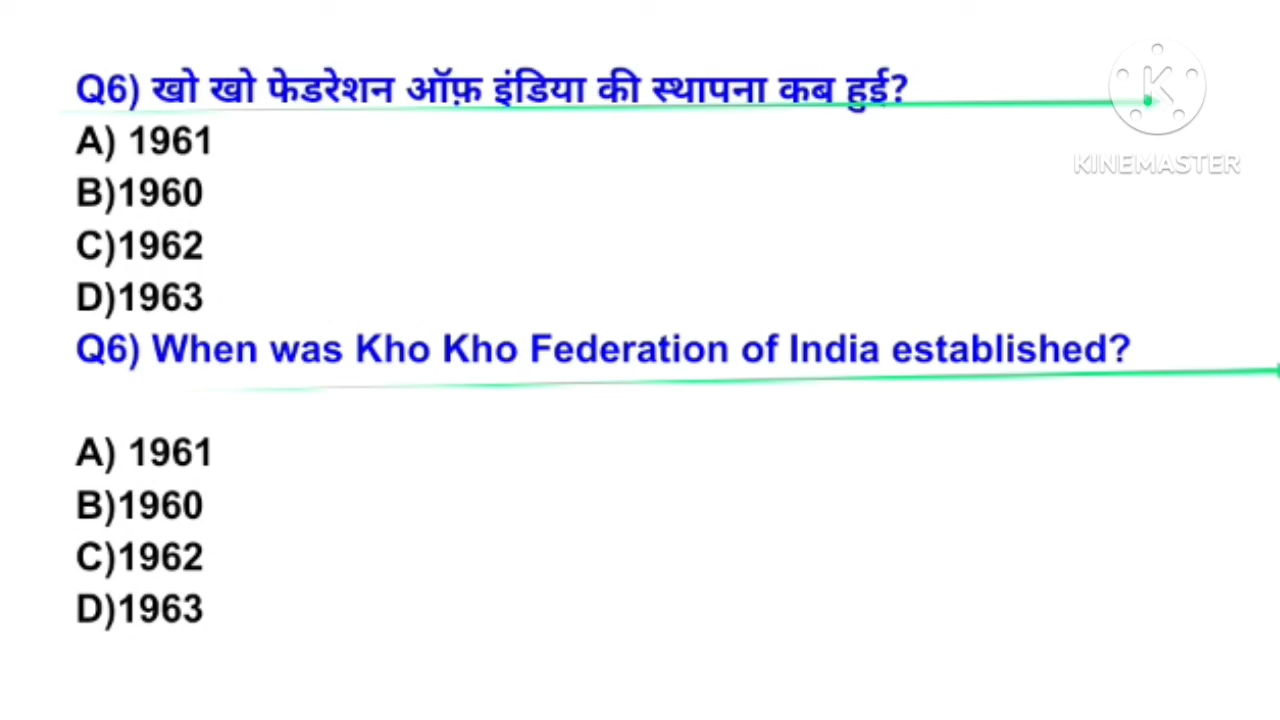 Q6) खो खो फेडरेशन ऑफ़ इंडिया की स्थापना कब हुई?
A) 1961
B)1960
C)1962
D)1963
Q6) When was Kho Kho Federation of India established?
A) 1961
B)1960
C)1962
D)1963
K
KINEMASTER